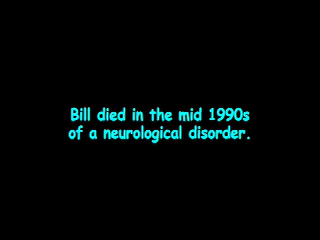 Bill died in the mid 1990s
of a neurological disorder.